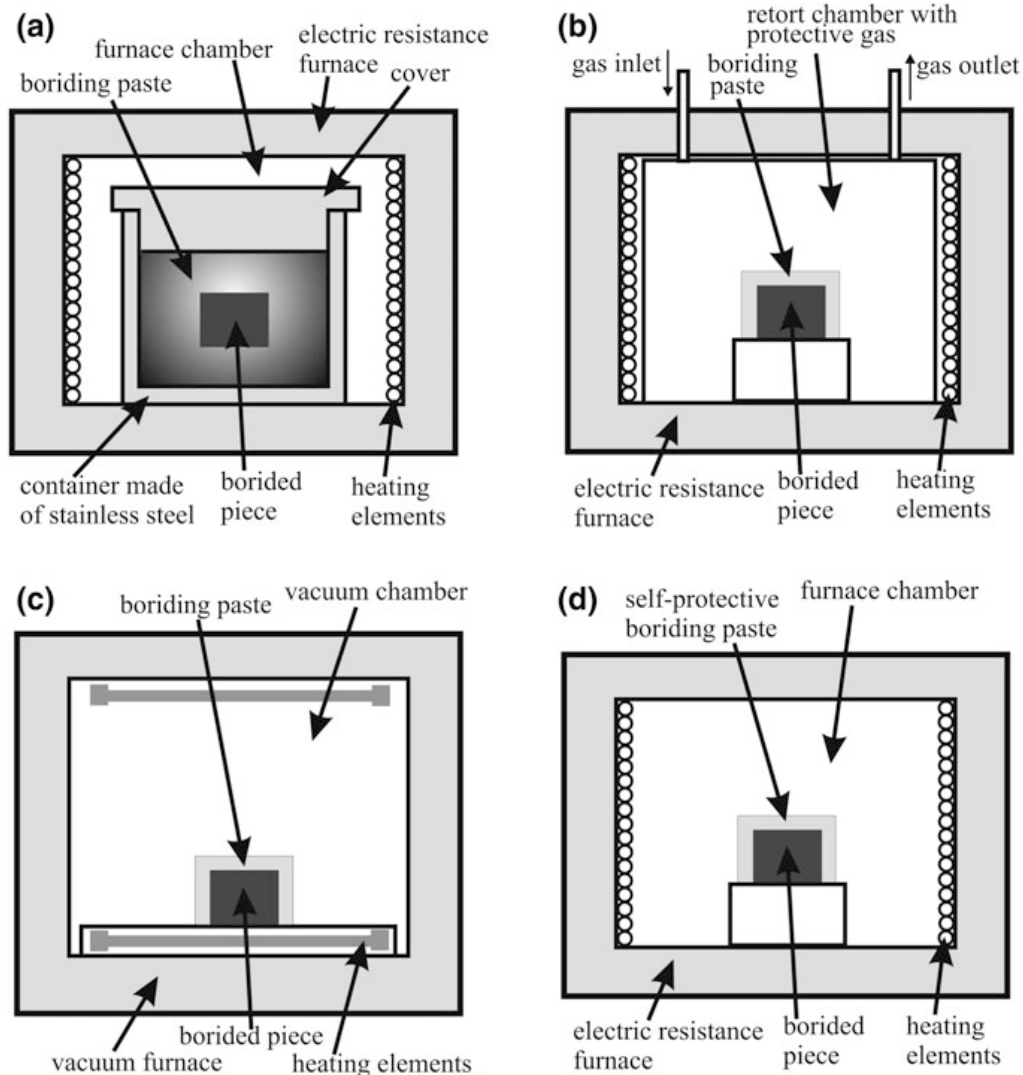 (a)
furnace chamber
electric resistance
furnace
boriding paste
cover
container made
of stainless steel
borided
piece
heating
elements
(b)
retort chamber with
protective gas
gas inlet
boriding
paste
gas outlet
electric resistance
furnace
borided
piece
heating
elements
(c)
boriding paste
vacuum chamber
vacuum furnace
borided piece
heating elements
(d)
self-protective
boriding paste
furnace chamber
electric resistance
furnace
borided
piece
heating
elements